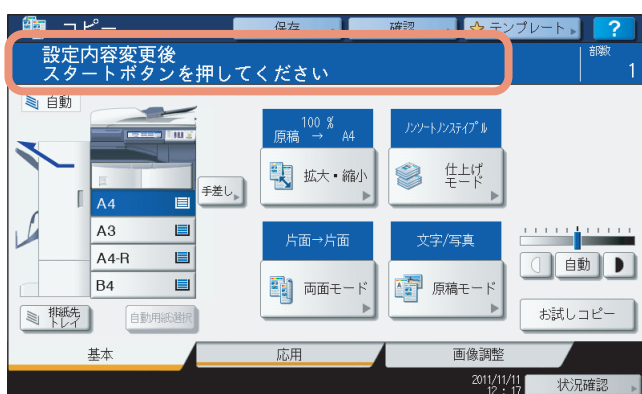 コピー
保存
確認
テンプレート
?
設定内容変更後
スタートボタンを押してください
部数
1
自動
100 %
原稿 → A4
ノンソートノンステイプル
拡大・縮小
仕上げ
モード
手差し
A4
A3
A4-R
B4
片面→片面
文字/写真
両面モード
原稿モード
自動
排紙先
トレイ
自動用紙選択
お試しコピー
基本
応用
画像調整
2011/11/11
12 : 17
状況確認